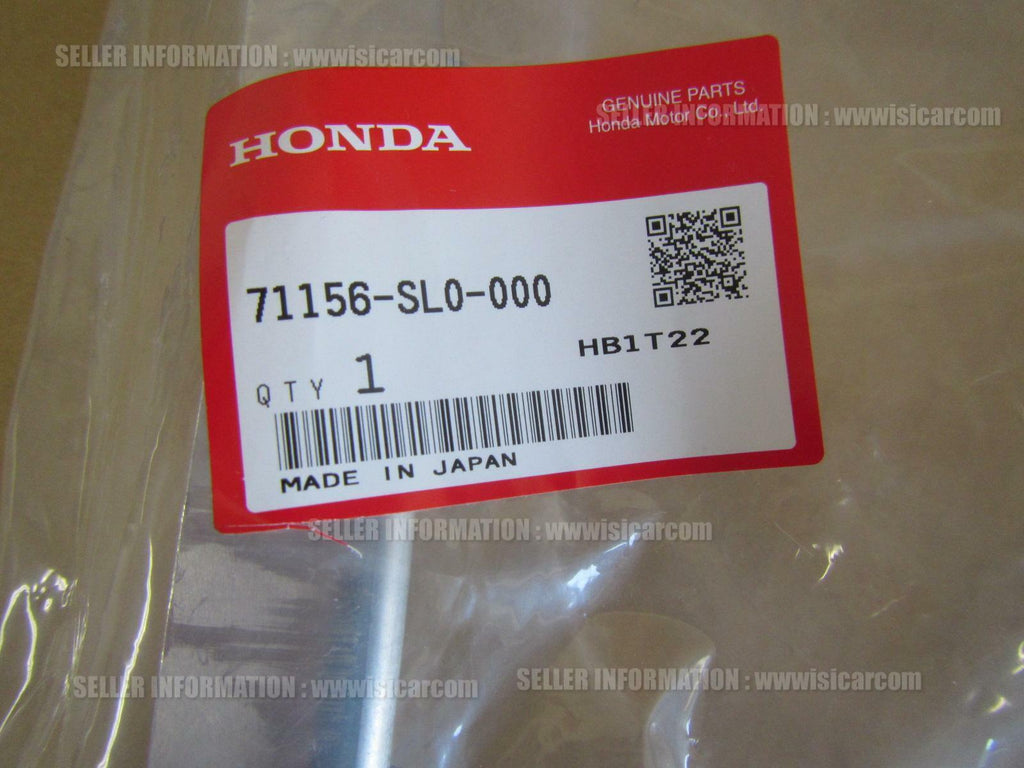 SELLER INFORMATION : wwwisicarcom
GENUINE PARTS
SELLER INFORMATION : wwwisicarcom
Honda Motor Co., Ltd.
HONDA
71156-SL0-000
HB1T22
QTY 1
MADE IN JAPAN
SELLER INFORMATION : wwwisicarcom
SELLER INFORMATION : wwwisicarcom
SELLER INFORMATION : wwwisicarcom